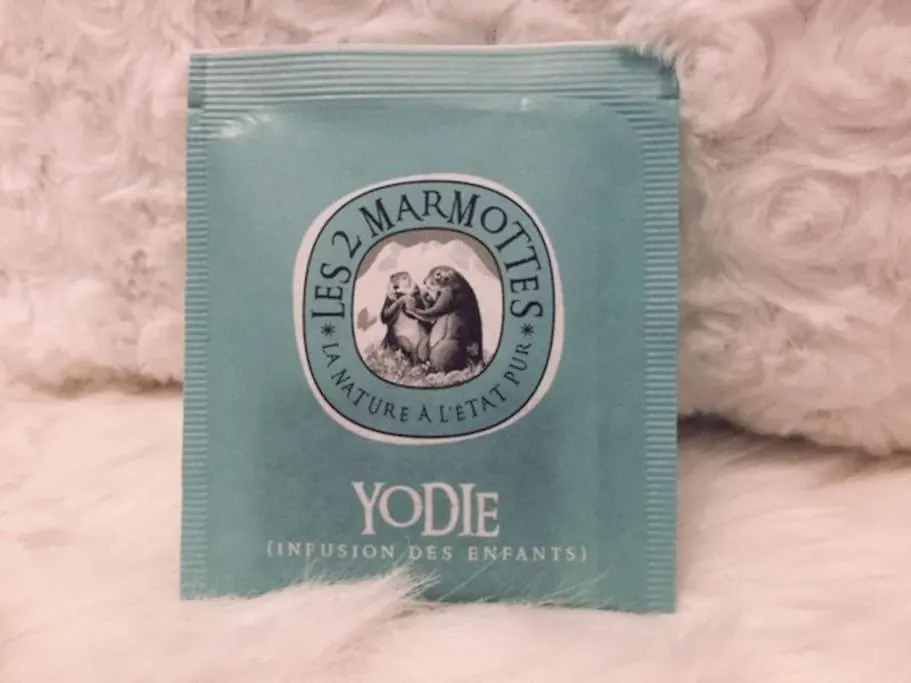 LES 2 MARMOTTES
* LA NATURE À L'ÉTAT PUR *
YODIE
(INFUSION DES ENFANTS)